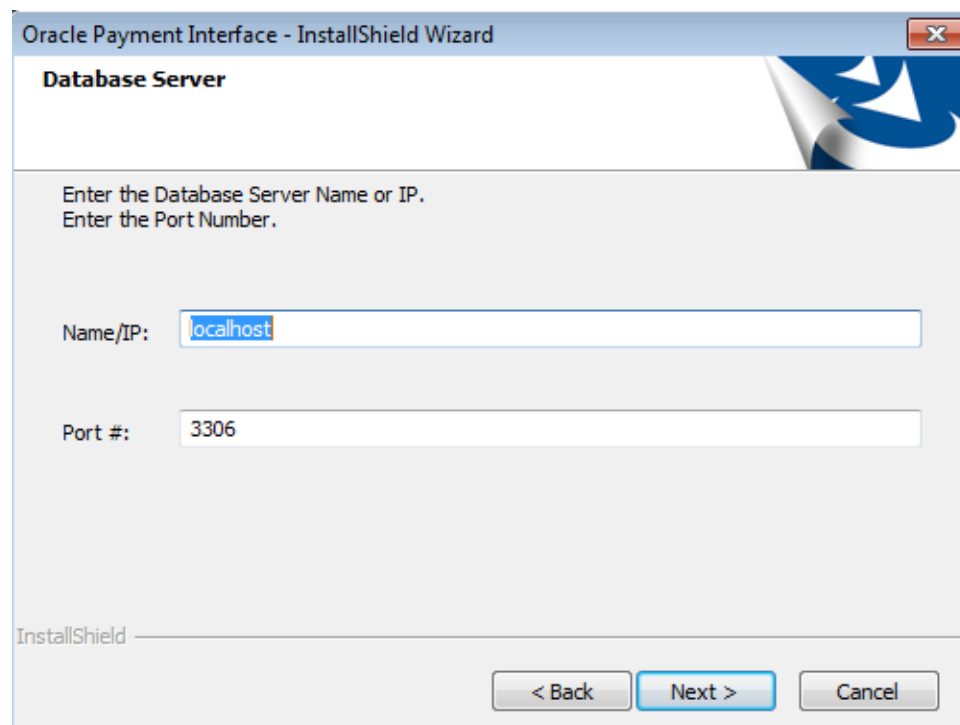 Oracle Payment Interface - InstallShield Wizard
Database Server
Enter the Database Server Name or IP.
Enter the Port Number.
Name/IP: localhost
Port #: 3306
InstallShield
< Back Next > Cancel